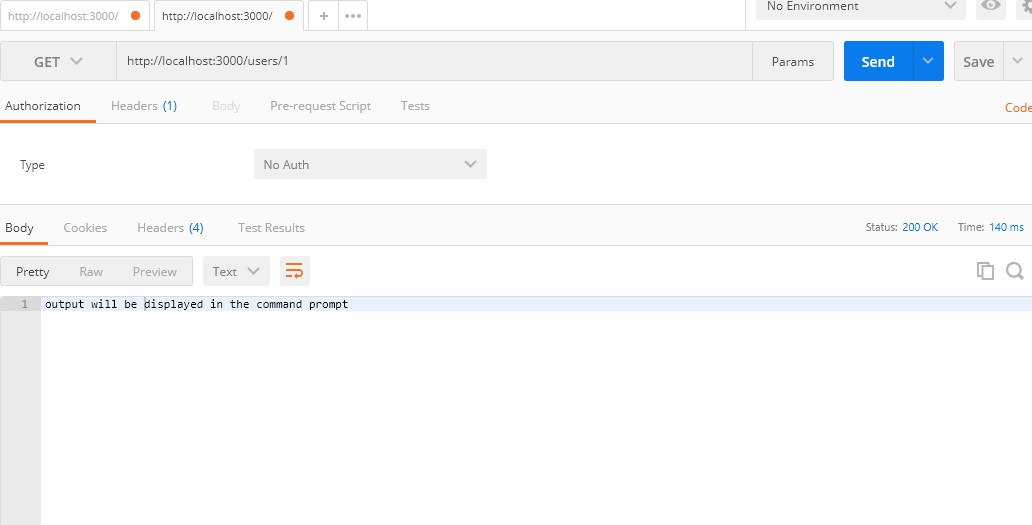 http://localhost:3000/ http://localhost:3000/ + ••• No Environment
GET http://localhost:3000/users/1 Params Send Save
Authorization Headers (1) Body Pre-request Script Tests Code
Type No Auth
Body Cookies Headers (4) Test Results Status: 200 OK Time: 140 ms
Pretty Raw Preview Text
1 output will be displayed in the command prompt